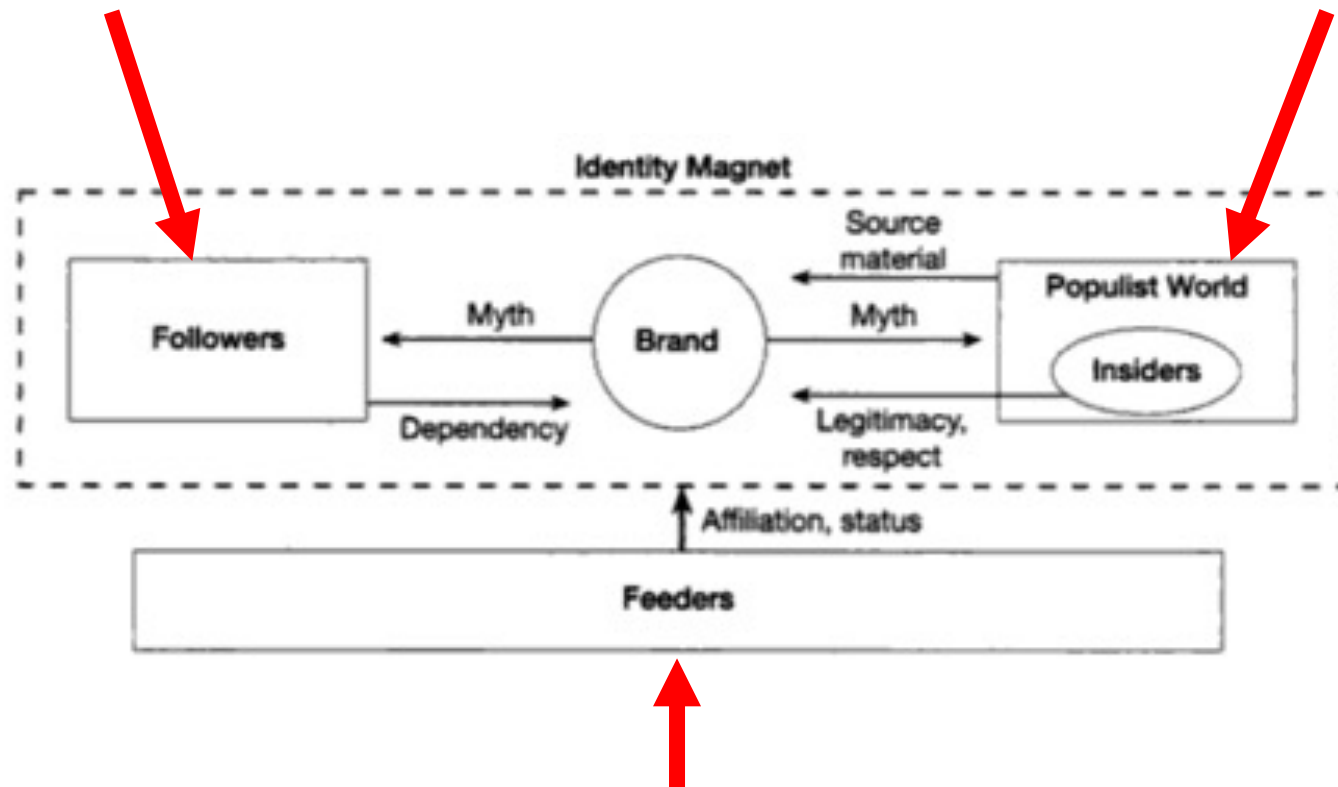 Identity Magnet
Source
material
Populist World
Followers
Myth
Brand
Myth
Insiders
Dependency
Legitimacy,
respect
Affiliation, status
Feeders